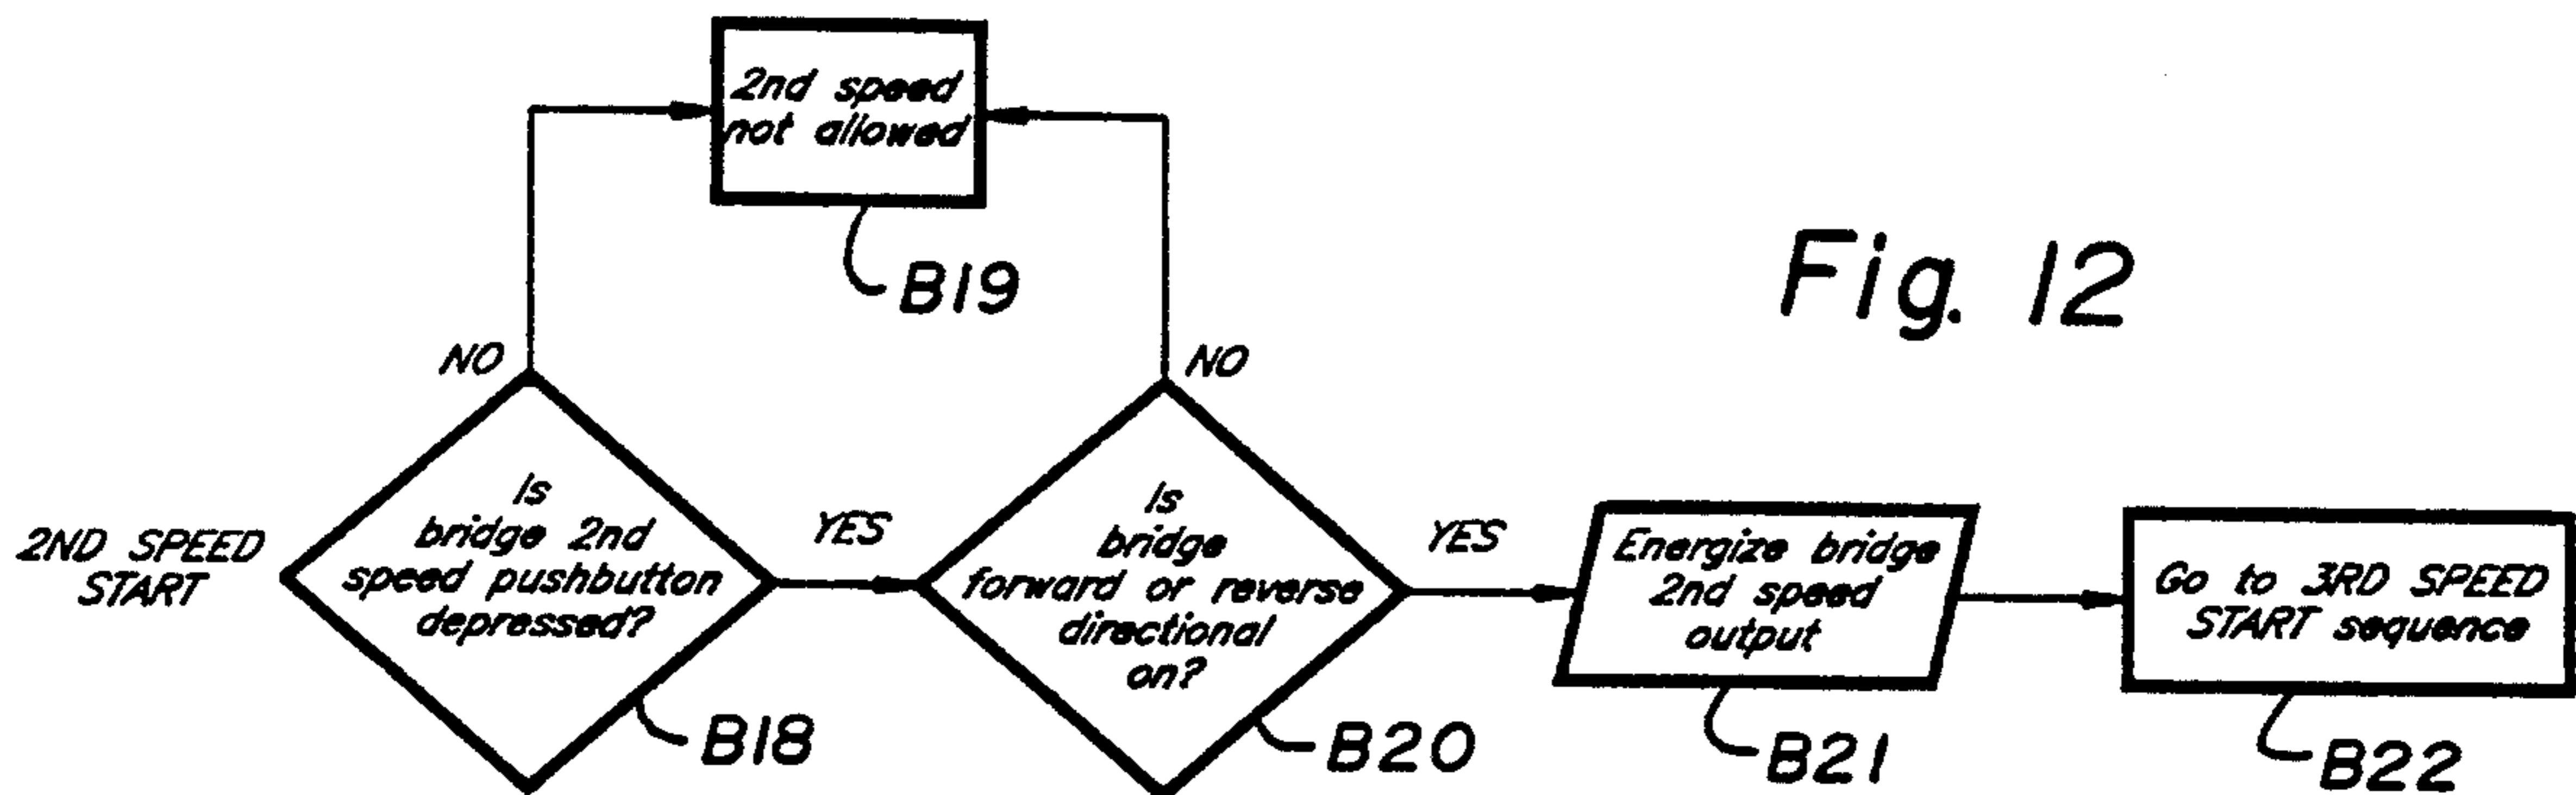 2nd speed
not allowed
B19
Fig. 12
NO
NO
2ND SPEED
START
Is
bridge 2nd
speed pushbutton
depressed?
B18
YES
Is
bridge
forward or reverse
directional
on?
B20
YES
Energize bridge
2nd speed
output
B21
Go to 3RD SPEED
START sequence
B22